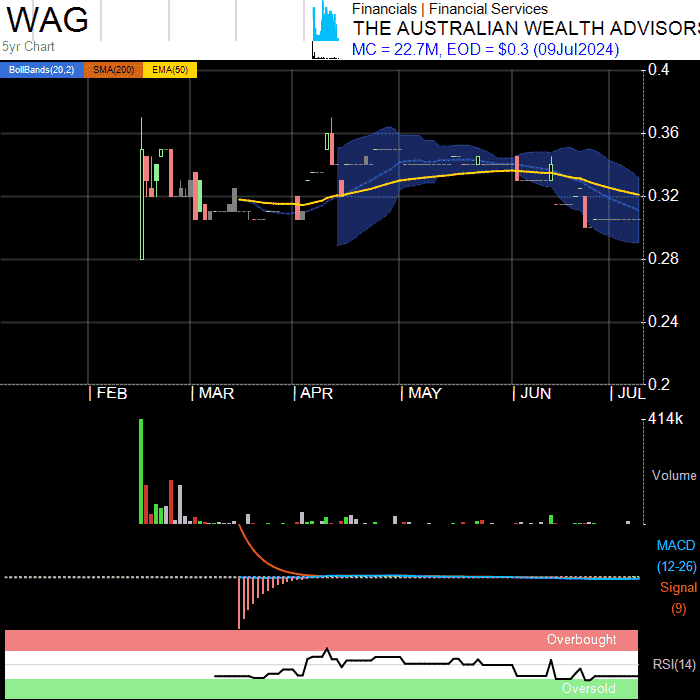 WAG
5yr Chart
Financials | Financial Services
THE AUSTRALIAN WEALTH ADVISORS
MC = 22.7M, EOD = $0.3 (09Jul2024)
BollBands(20,2) SMA(200) EMA(50)
0.4
0.36
0.32
0.28
0.24
0.2
| FEB | MAR | APR | MAY | JUN | JUL
414k
Volume
MACD
(12-26)
Signal
(9)
Overbought
RSI(14)
Oversold